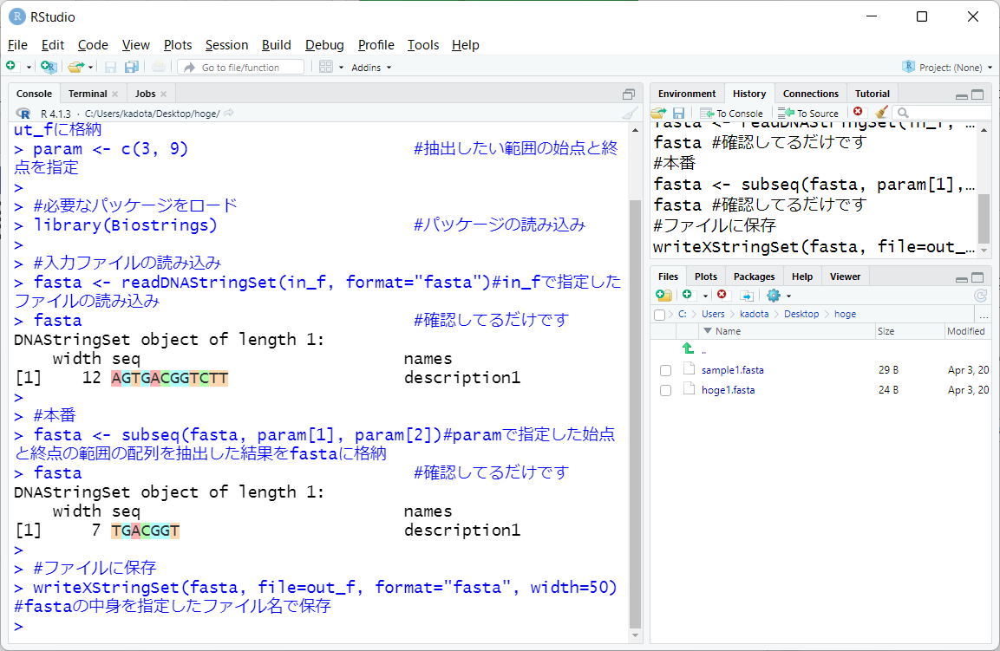 RStudio
File Edit Code View Plots Session Build Debug Profile Tools Help
Go to file/function Addins Project: (None)
Console Terminal Jobs
R 4.1.3 · C:/Users/kadota/Desktop/hoge/
ut_fに格納
> param <- c(3, 9) #抽出したい範囲の始点と終
点を指定
>
> #必要なパッケージをロード
> library(Biostrings) #パッケージの読み込み
>
> #入力ファイルの読み込み
> fasta <- readDNAStringSet(in_f, format="fasta")#in_fで指定した
ファイルの読み込み
> fasta #確認してるだけです
DNAStringSet object of length 1:
width seq names
[1] 12 AGTGACGGTCTT description1
>
> #本番
> fasta <- subseq(fasta, param[1], param[2])#paramで指定した始点
と終点の範囲の配列を抽出した結果をfastaに格納
> fasta #確認してるだけです
DNAStringSet object of length 1:
width seq names
[1] 7 TGACGGT description1
>
> #ファイルに保存
> writeXStringSet(fasta, file=out_f, format="fasta", width=50)
#fastaの中身を指定したファイル名で保存
>
Environment History Connections Tutorial
To Console To Source
fasta <- readDNAStringSet(in_f, …
fasta #確認してるだけです
#本番
fasta <- subseq(fasta, param[1],…
fasta #確認してるだけです
#ファイルに保存
writeXStringSet(fasta, file=out_…
Files Plots Packages Help Viewer
C: Users kadota Desktop hoge …
Name Size Modified
..
sample1.fasta 29 B Apr 3, 20
hoge1.fasta 24 B Apr 3, 20